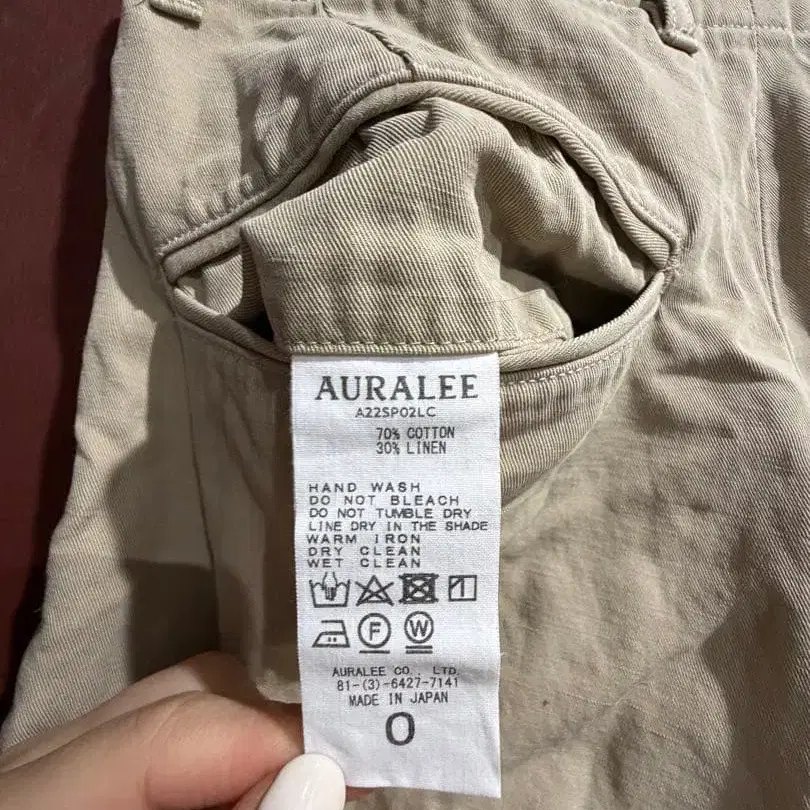 AURALEE
A22SP02LC
70% COTTON
30% LINEN
HAND WASH
DO NOT BLEACH
DO NOT TUMBLE DRY
LINE DRY IN THE SHADE
WARM IRON
DRY CLEAN
WET CLEAN
F W
AURALEE CO. LTD.
81-(3)-6427-7141
MADE IN JAPAN
0